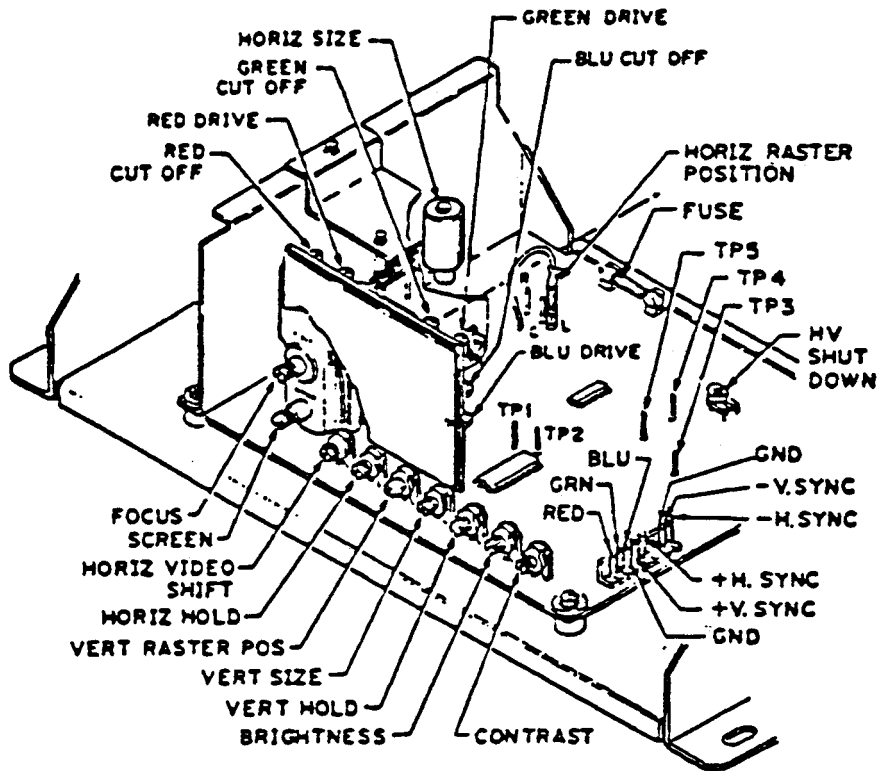 GREEN DRIVE
HORIZ SIZE
GREEN
CUT OFF
BLU CUT OFF
RED DRIVE
RED
CUT OFF
HORIZ RASTER
POSITION
FUSE
TP5
TP4
TP3
HV
SHUT
DOWN
R
C
L
BLU DRIVE
TP1
TP2
BLU
GND
GRN
-V.SYNC
RED
-H.SYNC
FOCUS
SCREEN
HORIZ VIDEO
SHIFT
+H. SYNC
HORIZ HOLD
+V. SYNC
VERT RASTER POS
GND
VERT SIZE
VERT HOLD
BRIGHTNESS
CONTRAST